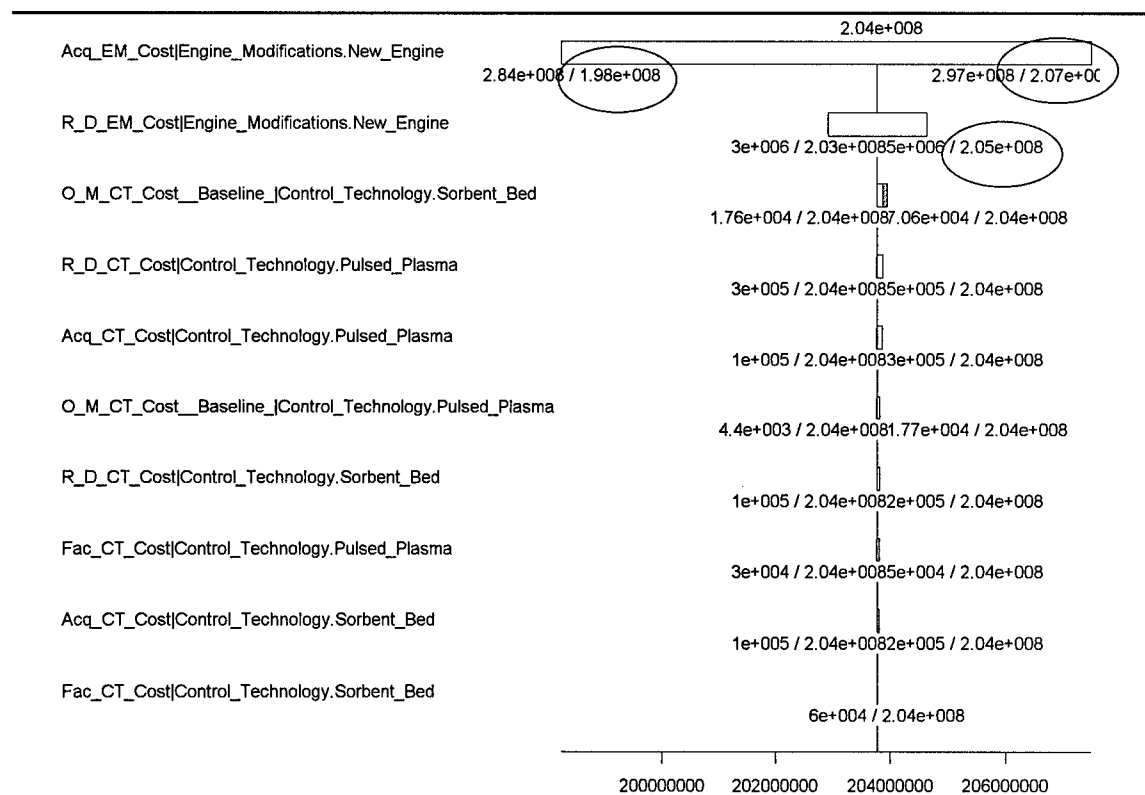 2.04e+008
Acq_EM_Cost|Engine_Modifications.New_Engine
2.84e+008 / 1.98e+008 2.97e+008 / 2.07e+00
R_D_EM_Cost|Engine_Modifications.New_Engine
3e+006 / 2.03e+0085e+006 / 2.05e+008
O_M_CT_Cost__Baseline_|Control_Technology.Sorbent_Bed
1.76e+004 / 2.04e+0087.06e+004 / 2.04e+008
R_D_CT_Cost|Control_Technology.Pulsed_Plasma
3e+005 / 2.04e+0085e+005 / 2.04e+008
Acq_CT_Cost|Control_Technology.Pulsed_Plasma
1e+005 / 2.04e+0083e+005 / 2.04e+008
O_M_CT_Cost__Baseline_|Control_Technology.Pulsed_Plasma
4.4e+003 / 2.04e+0081.77e+004 / 2.04e+008
R_D_CT_Cost|Control_Technology.Sorbent_Bed
1e+005 / 2.04e+0082e+005 / 2.04e+008
Fac_CT_Cost|Control_Technology.Pulsed_Plasma
3e+004 / 2.04e+0085e+004 / 2.04e+008
Acq_CT_Cost|Control_Technology.Sorbent_Bed
1e+005 / 2.04e+0082e+005 / 2.04e+008
Fac_CT_Cost|Control_Technology.Sorbent_Bed
6e+004 / 2.04e+008
200000000 202000000 204000000 206000000